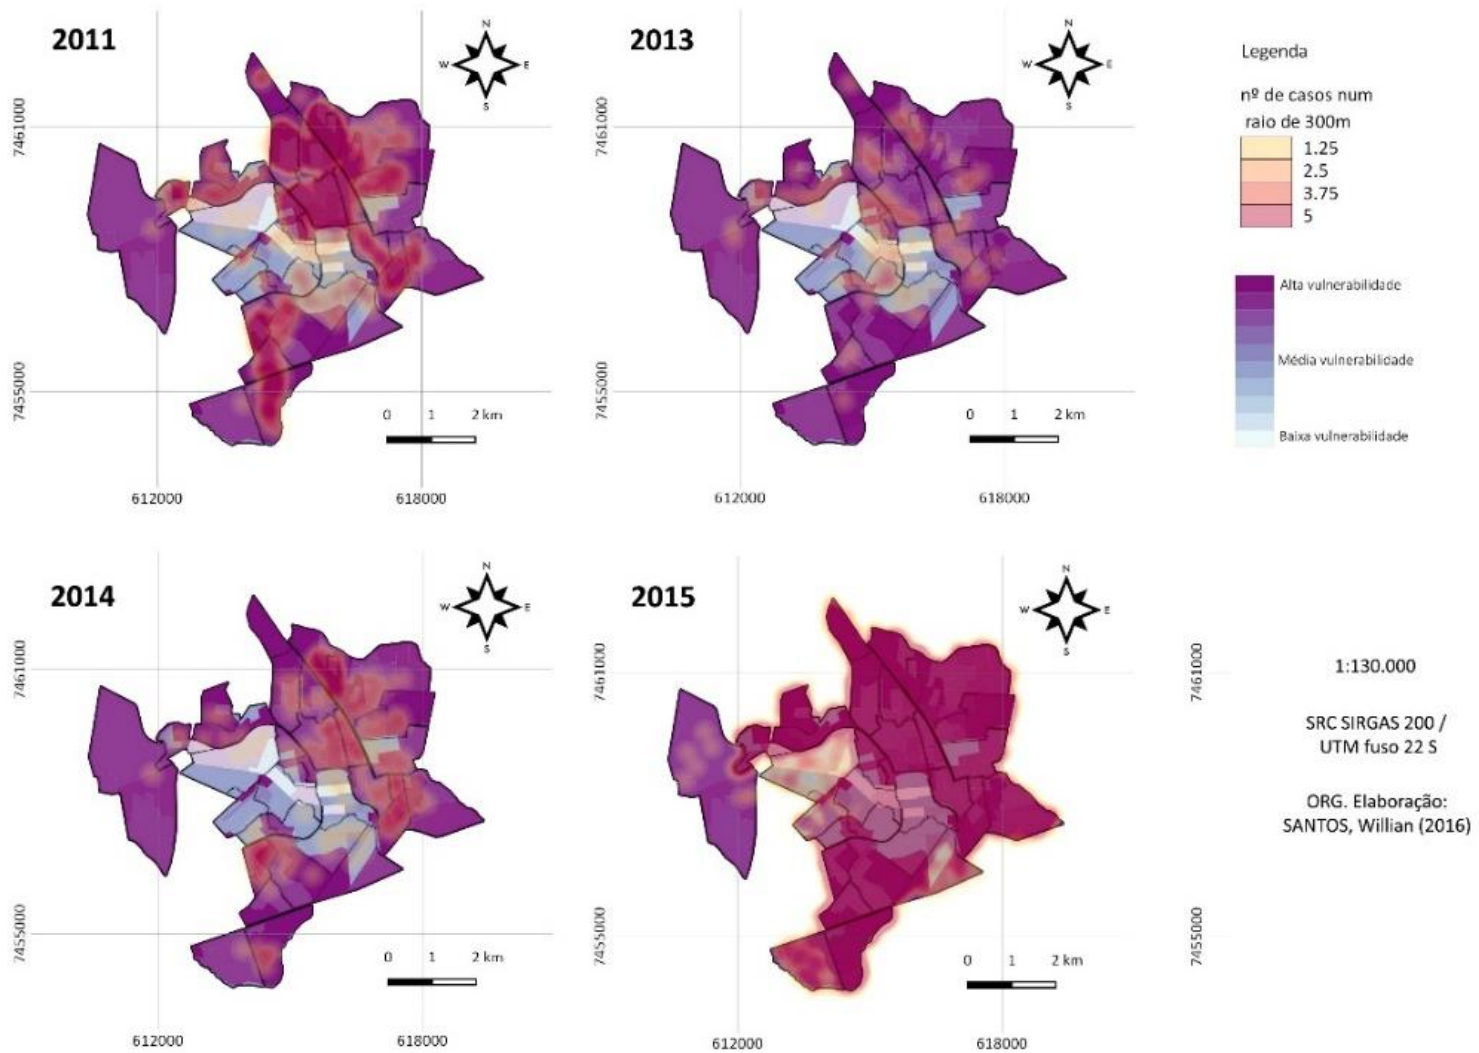 2011
N
W
E
S
7461000
7455000
0 1 2 km
612000
618000
2013
N
W
E
S
0 1 2 km
612000
618000
7461000
7455000
Legenda
nº de casos num
raio de 300m
1.25
2.5
3.75
5
Alta vulnerabilidade
Média vulnerabilidade
Baixa vulnerabilidade
2014
N
W
E
S
7461000
7455000
0 1 2 km
612000
618000
2015
N
W
E
S
7461000
7455000
0 1 2 km
612000
618000
7461000
7455000
1:130.000
SRC SIRGAS 200 /
UTM fuso 22 S
ORG. Elaboração:
SANTOS, Willian (2016)